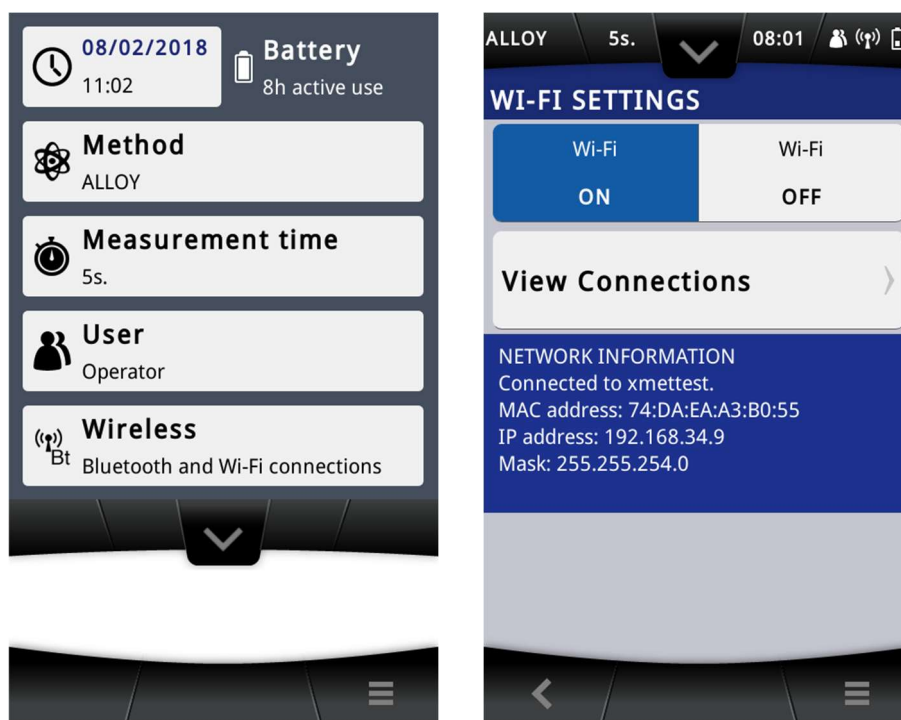 08/02/2018
11:02
Battery
8h active use
Method
ALLOY
Measurement time
5s.
User
Operator
Wireless
Bt
Bluetooth and Wi-Fi connections
ALLOY 5s. 08:01
WI-FI SETTINGS
Wi-Fi Wi-Fi
ON OFF
View Connections
NETWORK INFORMATION
Connected to xmettest.
MAC address: 74:DA:EA:A3:B0:55
IP address: 192.168.34.9
Mask: 255.255.254.0